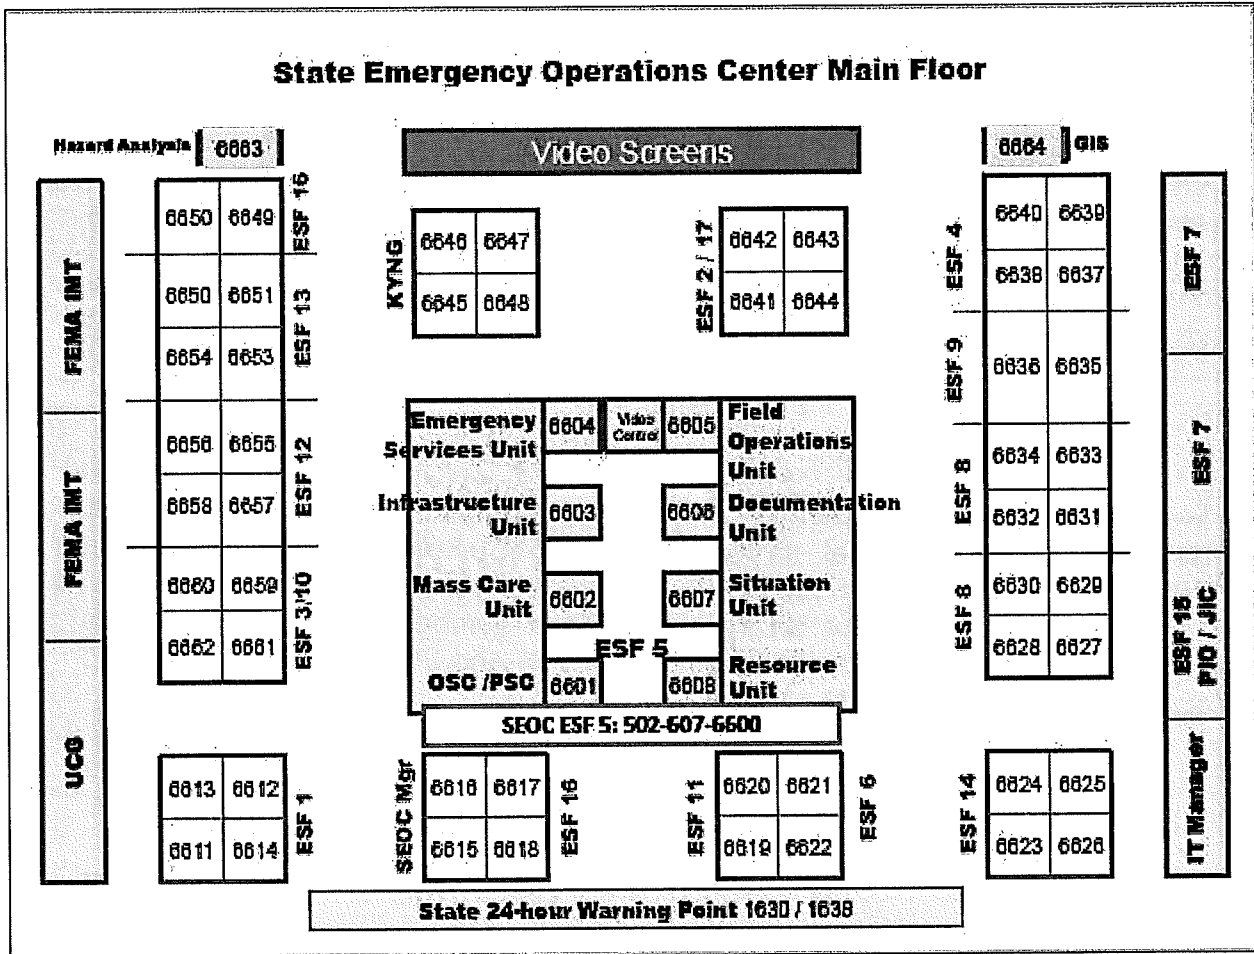 State Emergency Operations Center Main Floor
Hazard Analysis 6663
Video Screens
6664 GIS
FEMA IMT
FEMA IMT
UCG
6650 6649
ESF 15
6650 6651
6654 6653
ESF 13
6656 6655
6658 6657
ESF 12
6660 6659
6662 6661
ESF 3/10
KYNG
6646 6647
6645 6648
ESF 2 / 17
6642 6643
6641 6644
ESF 4
6640 6639
6638 6637
ESF 9
6636 6635
ESF 8
6634 6633
6632 6631
ESF 8
6630 6629
6628 6627
ESF 7
ESF 7
ESF 15
PIO / JIC
IT Manager
Emergency
Services Unit
6604
Video
Control
6605
Field
Operations
Unit
Infrastructure
Unit
6603
6606
Documentation
Unit
Mass Care
Unit
6602
6607
Situation
Unit
ESF 5
OSC /PSC
6601
6608
Resource
Unit
SEOC ESF 5: 502-607-6600
6613 6612
6611 6614
ESF 1
SEOC Mgr
6616 6617
6615 6618
ESF 16
ESF 11
6620 6621
6619 6622
ESF 6
ESF 14
6624 6625
6623 6626
State 24-hour Warning Point 1630 / 1638